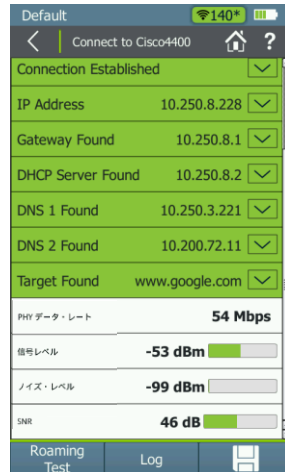 Default 140*
Connect to Cisco4400 ?
Connection Established
IP Address 10.250.8.228
Gateway Found 10.250.8.1
DHCP Server Found 10.250.8.2
DNS 1 Found 10.250.3.221
DNS 2 Found 10.200.72.11
Target Found www.google.com
PHY データ・レート 54 Mbps
信号レベル -53 dBm
ノイズ・レベル -99 dBm
SNR 46 dB
Roaming Test Log